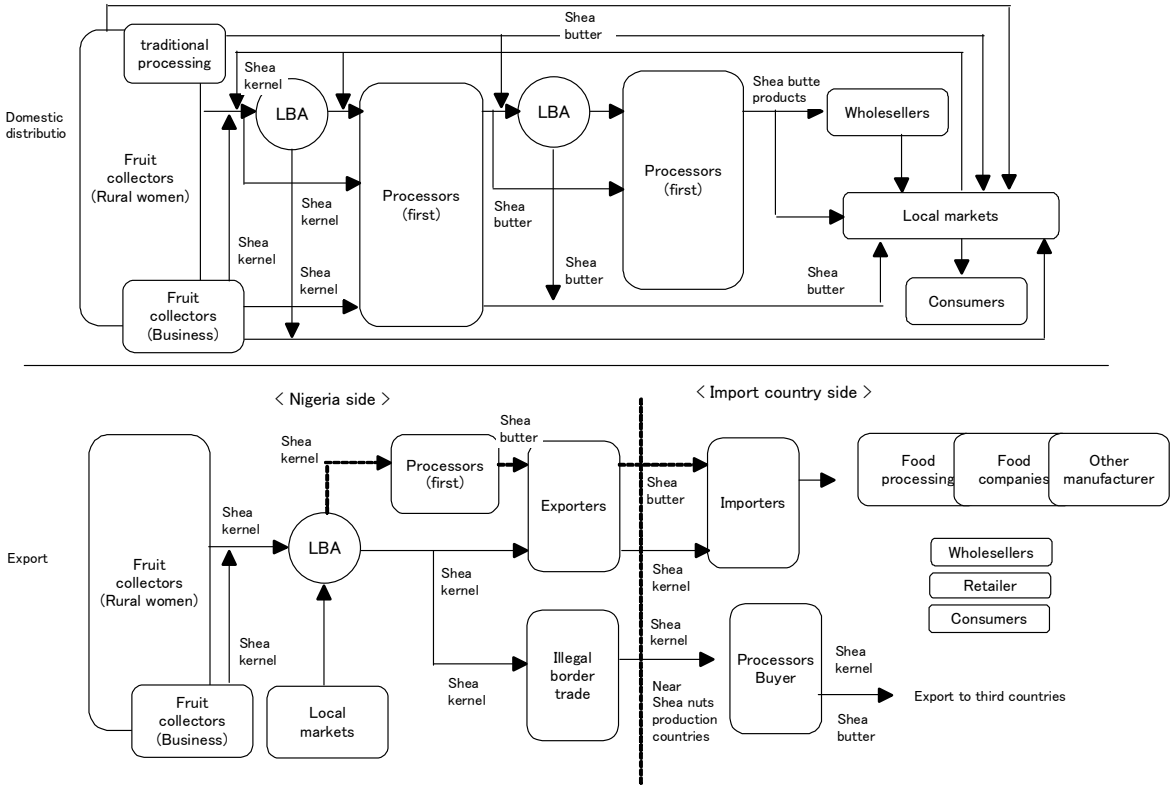 Shea
butter
traditional
processing
Shea
kernel
LBA
LBA
Shea butte
products
Wholesellers
Domestic
distributio
Fruit
collectors
(Rural women)
Processors
(first)
Processors
(first)
Shea
kernel
Shea
butter
Local markets
Shea
kernel
Shea
kernel
Shea
butter
Shea
butter
Fruit
collectors
(Business)
Consumers
< Nigeria side >
< Import country side >
Shea
kernel
Shea
butter
Processors
(first)
Exporters
Shea
butter
Importers
Food
processing
Food
companies
Other
manufacturer
Shea
kernel
LBA
Export
Fruit
collectors
(Rural women)
Shea
kernel
Shea
kernel
Wholesellers
Retailer
Consumers
Shea
kernel
Shea
kernel
Illegal
border
trade
Shea
kernel
Near
Shea nuts
production
countries
Processors
Buyer
Shea
kernel
Shea
butter
Export to third countries
Fruit
collectors
(Business)
Local
markets